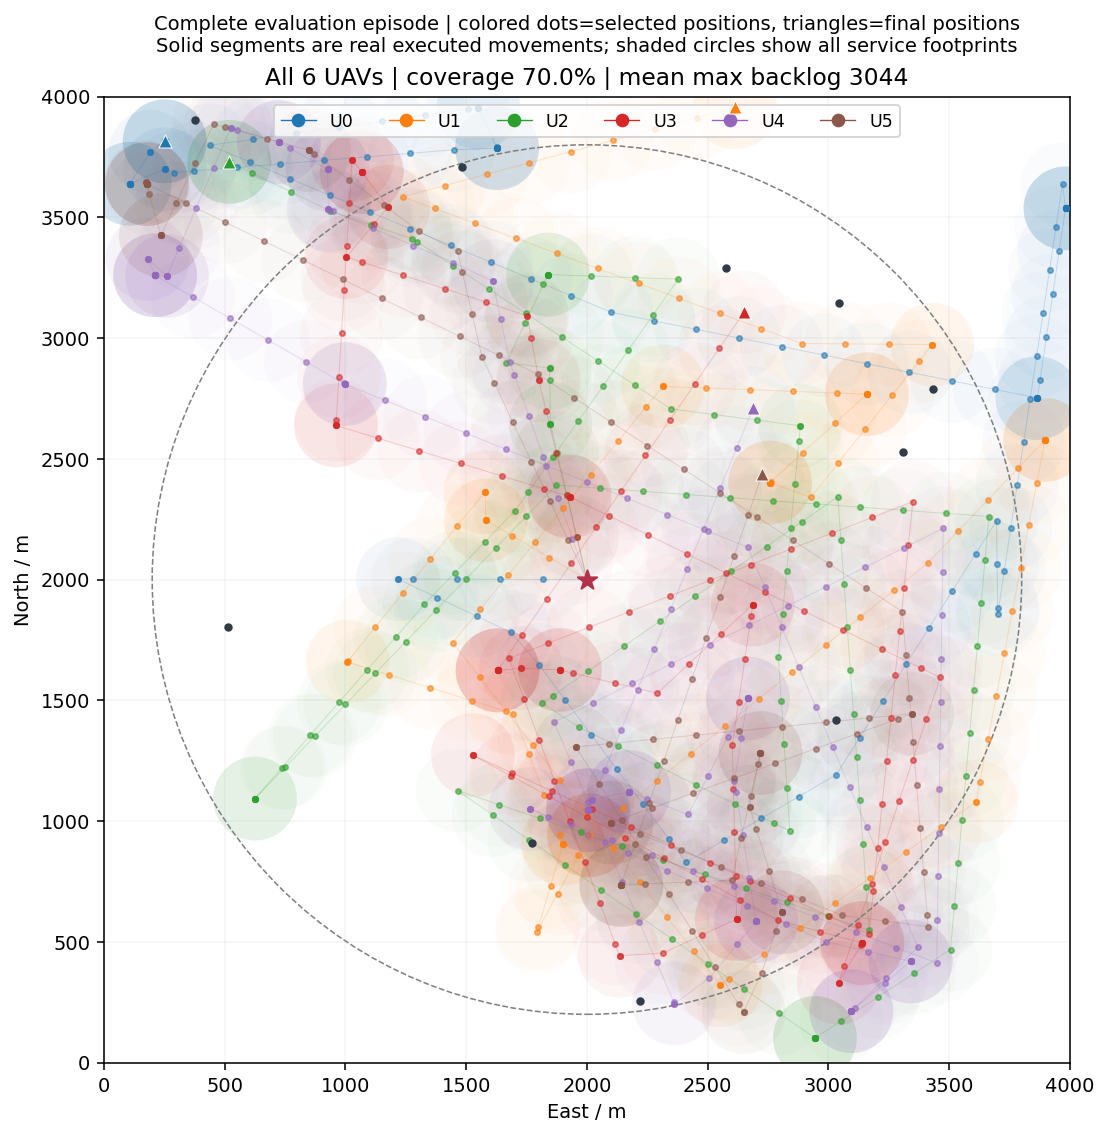 Complete evaluation episode | colored dots=selected positions, triangles=final positions
Solid segments are real executed movements; shaded circles show all service footprints
All 6 UAVs | coverage 70.0% | mean max backlog 3044
U0 U1 U2 U3 U4 U5
4000
3500
3000
2500
2000
1500
1000
500
0
North / m
0 500 1000 1500 2000 2500 3000 3500 4000
East / m